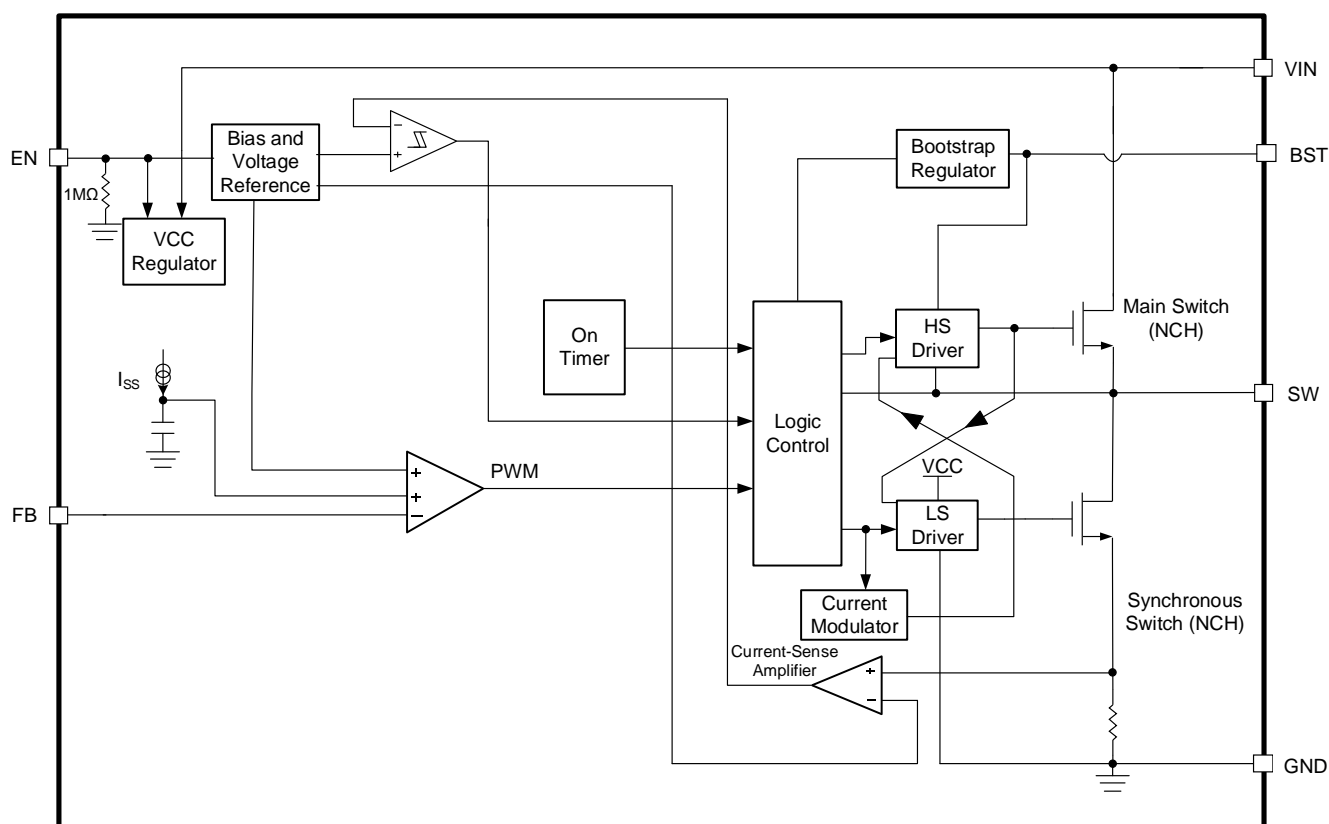 VIN
EN
1MΩ
Bias and
Voltage
Reference
−
+
Bootstrap
Regulator
BST
VCC
Regulator
On
Timer
HS
Driver
Main Switch
(NCH)
ISS
SW
Logic
Control
PWM
+
+
−
FB
VCC
LS
Driver
Current
Modulator
Synchronous
Switch (NCH)
Current-Sense
Amplifier
+
−
GND